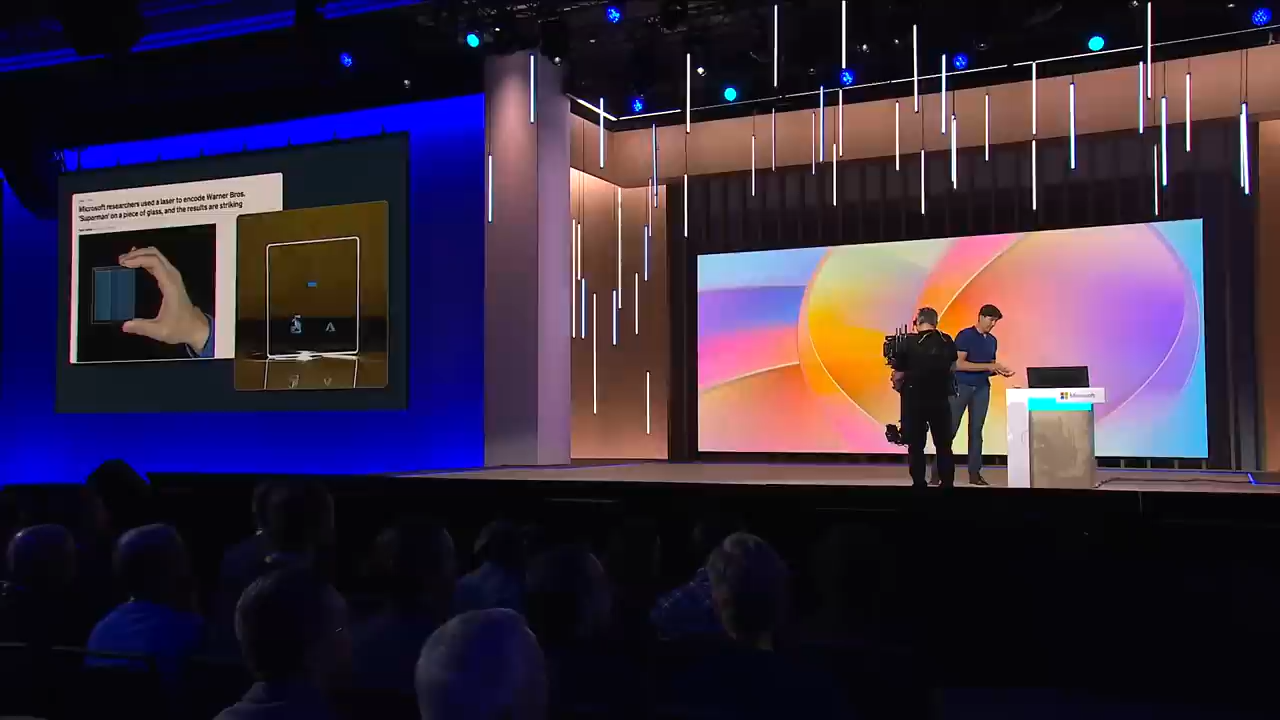 Microsoft researchers used a laser to encode Warner Bros.
'Superman' on a piece of glass, and the results are striking
Microsoft